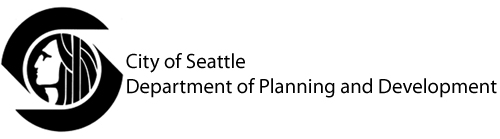 City of Seattle
Department of Planning and Development